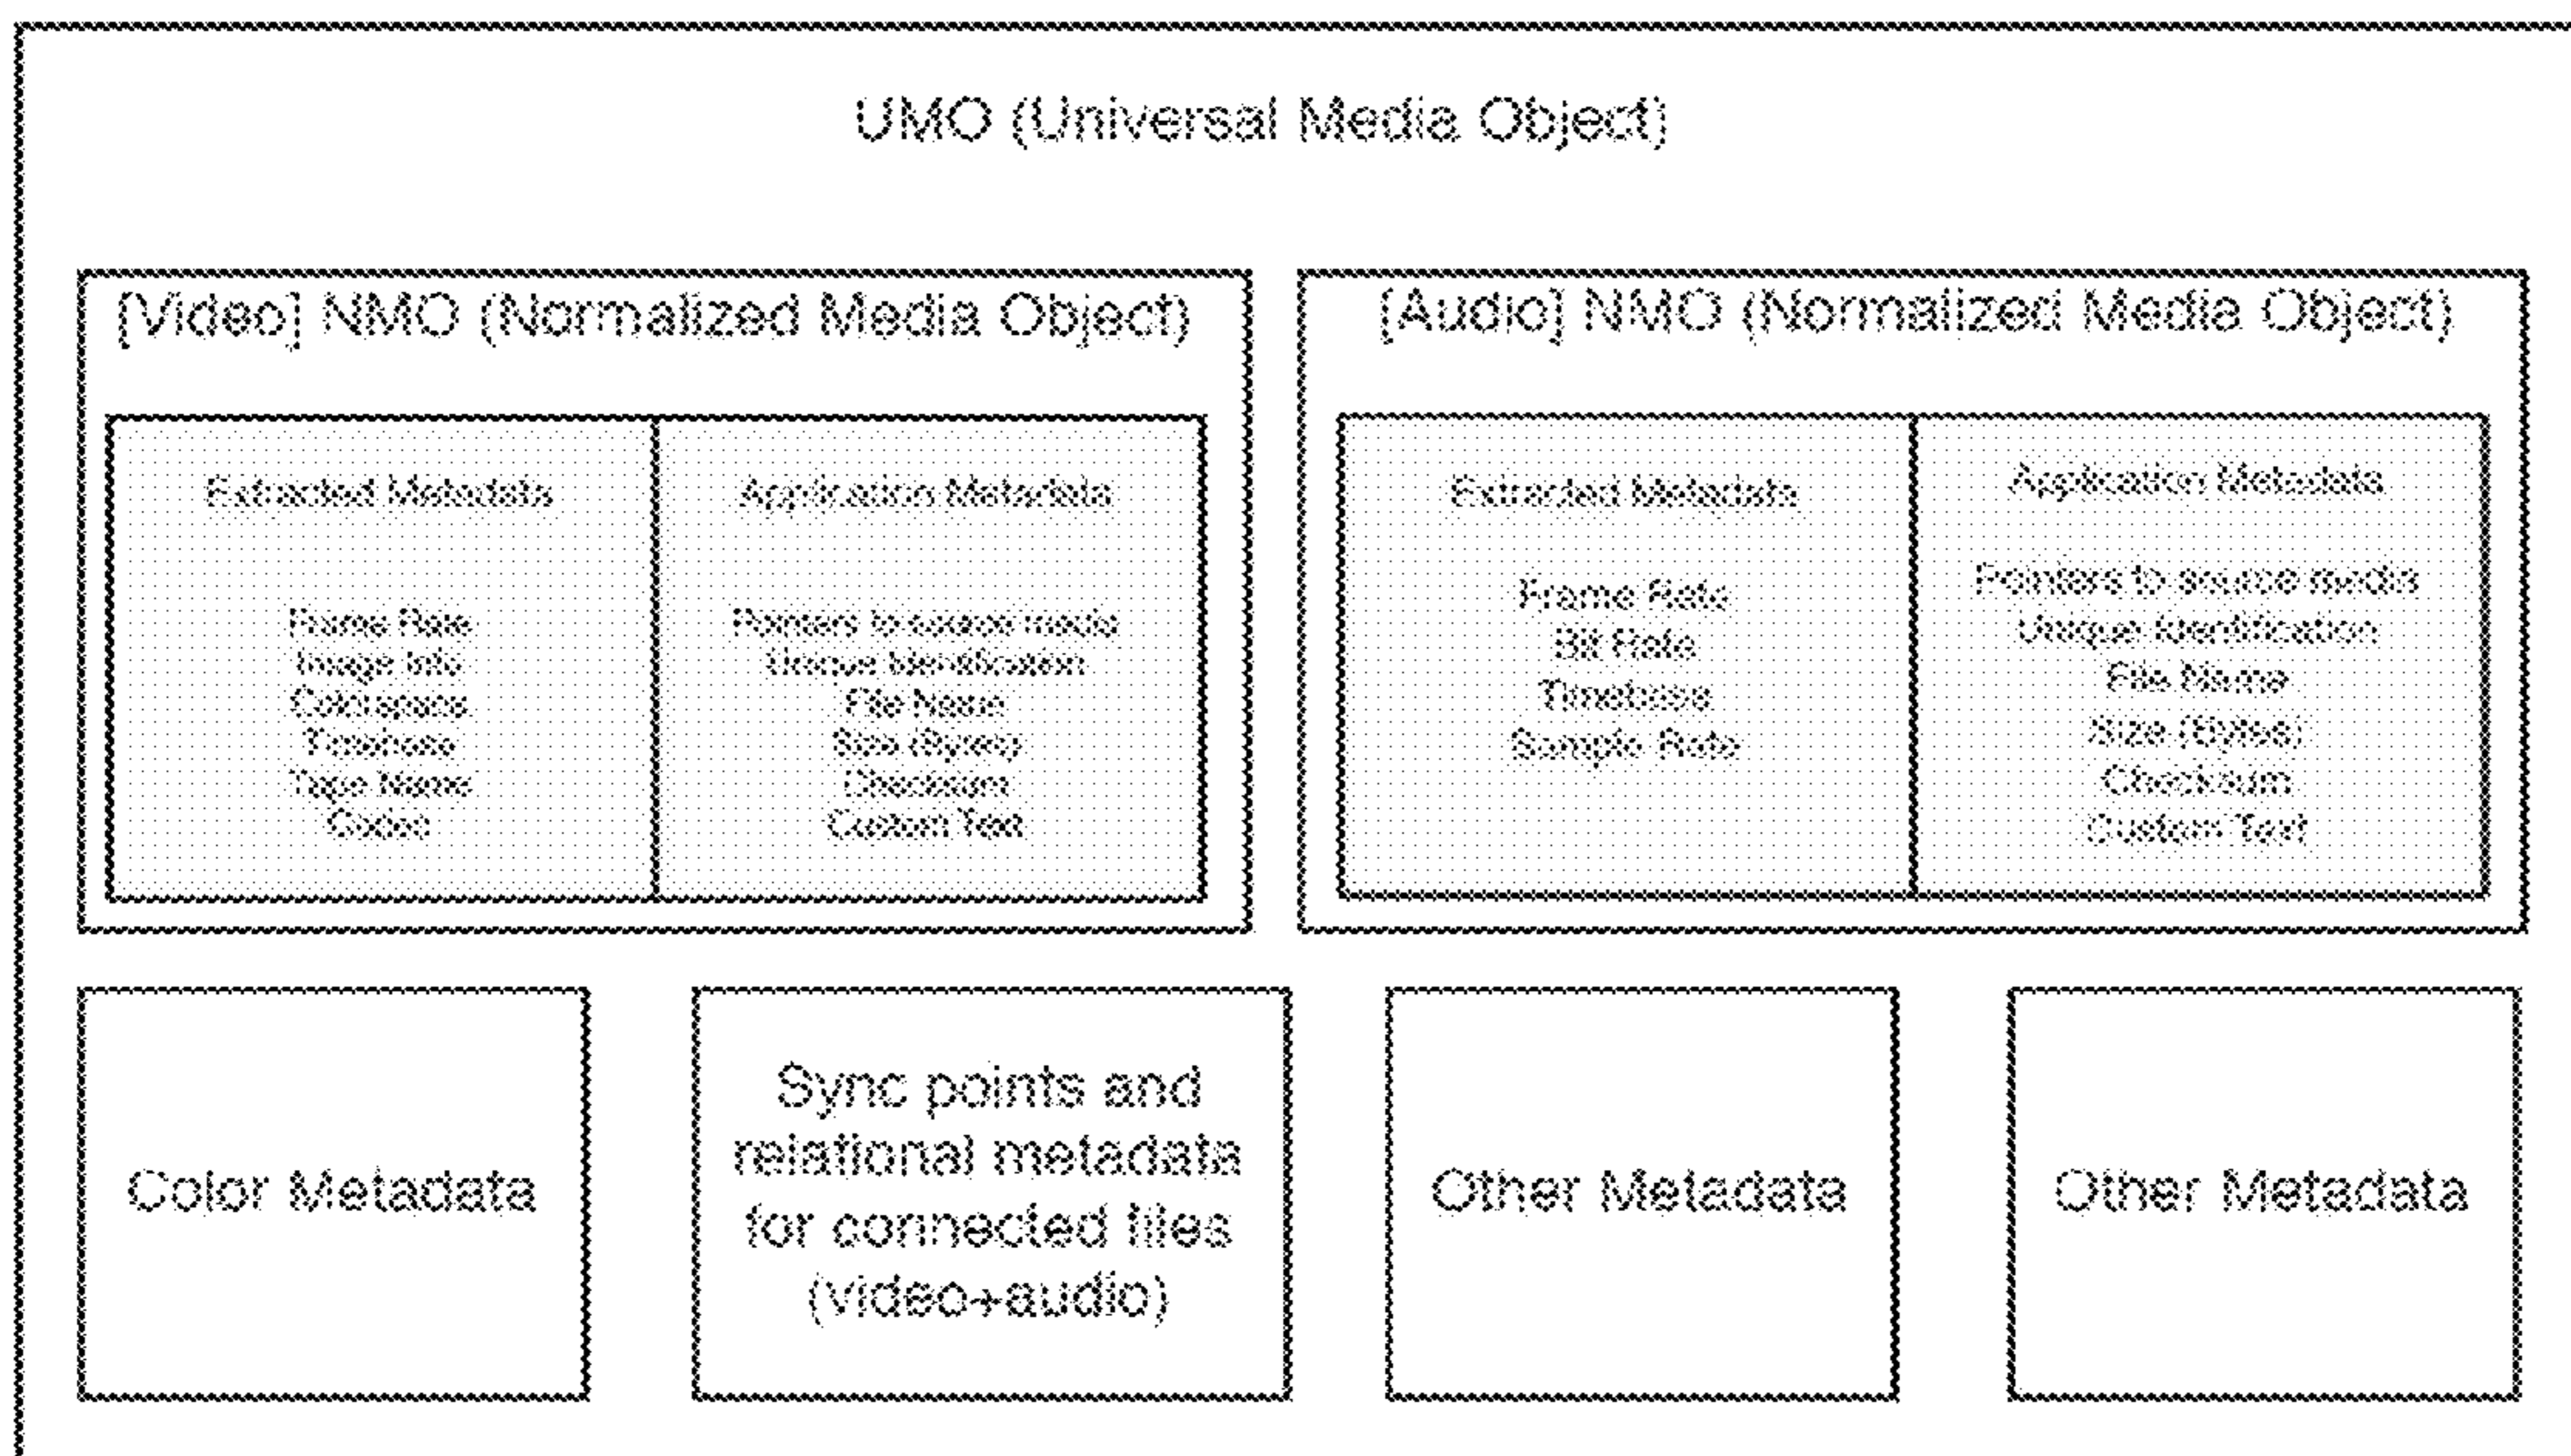 UMO (Universal Media Object)
[Video] NMO (Normalized Media Object)
Extracted Metadata
Frame Rate
Image Info
Colorspace
Timebase
Tape Name
Codec
Application Metadata
Pointers to source media
Unique Identification
File Name
Size (Bytes)
Checksum
Custom Text
[Audio] NMO (Normalized Media Object)
Extracted Metadata
Frame Rate
Bit Rate
Timebase
Sample Rate
Application Metadata
Pointers to source media
Unique Identification
File Name
Size (Bytes)
Checksum
Custom Text
Color Metadata
Sync points and
relational metadata
for connected files
(video+audio)
Other Metadata
Other Metadata